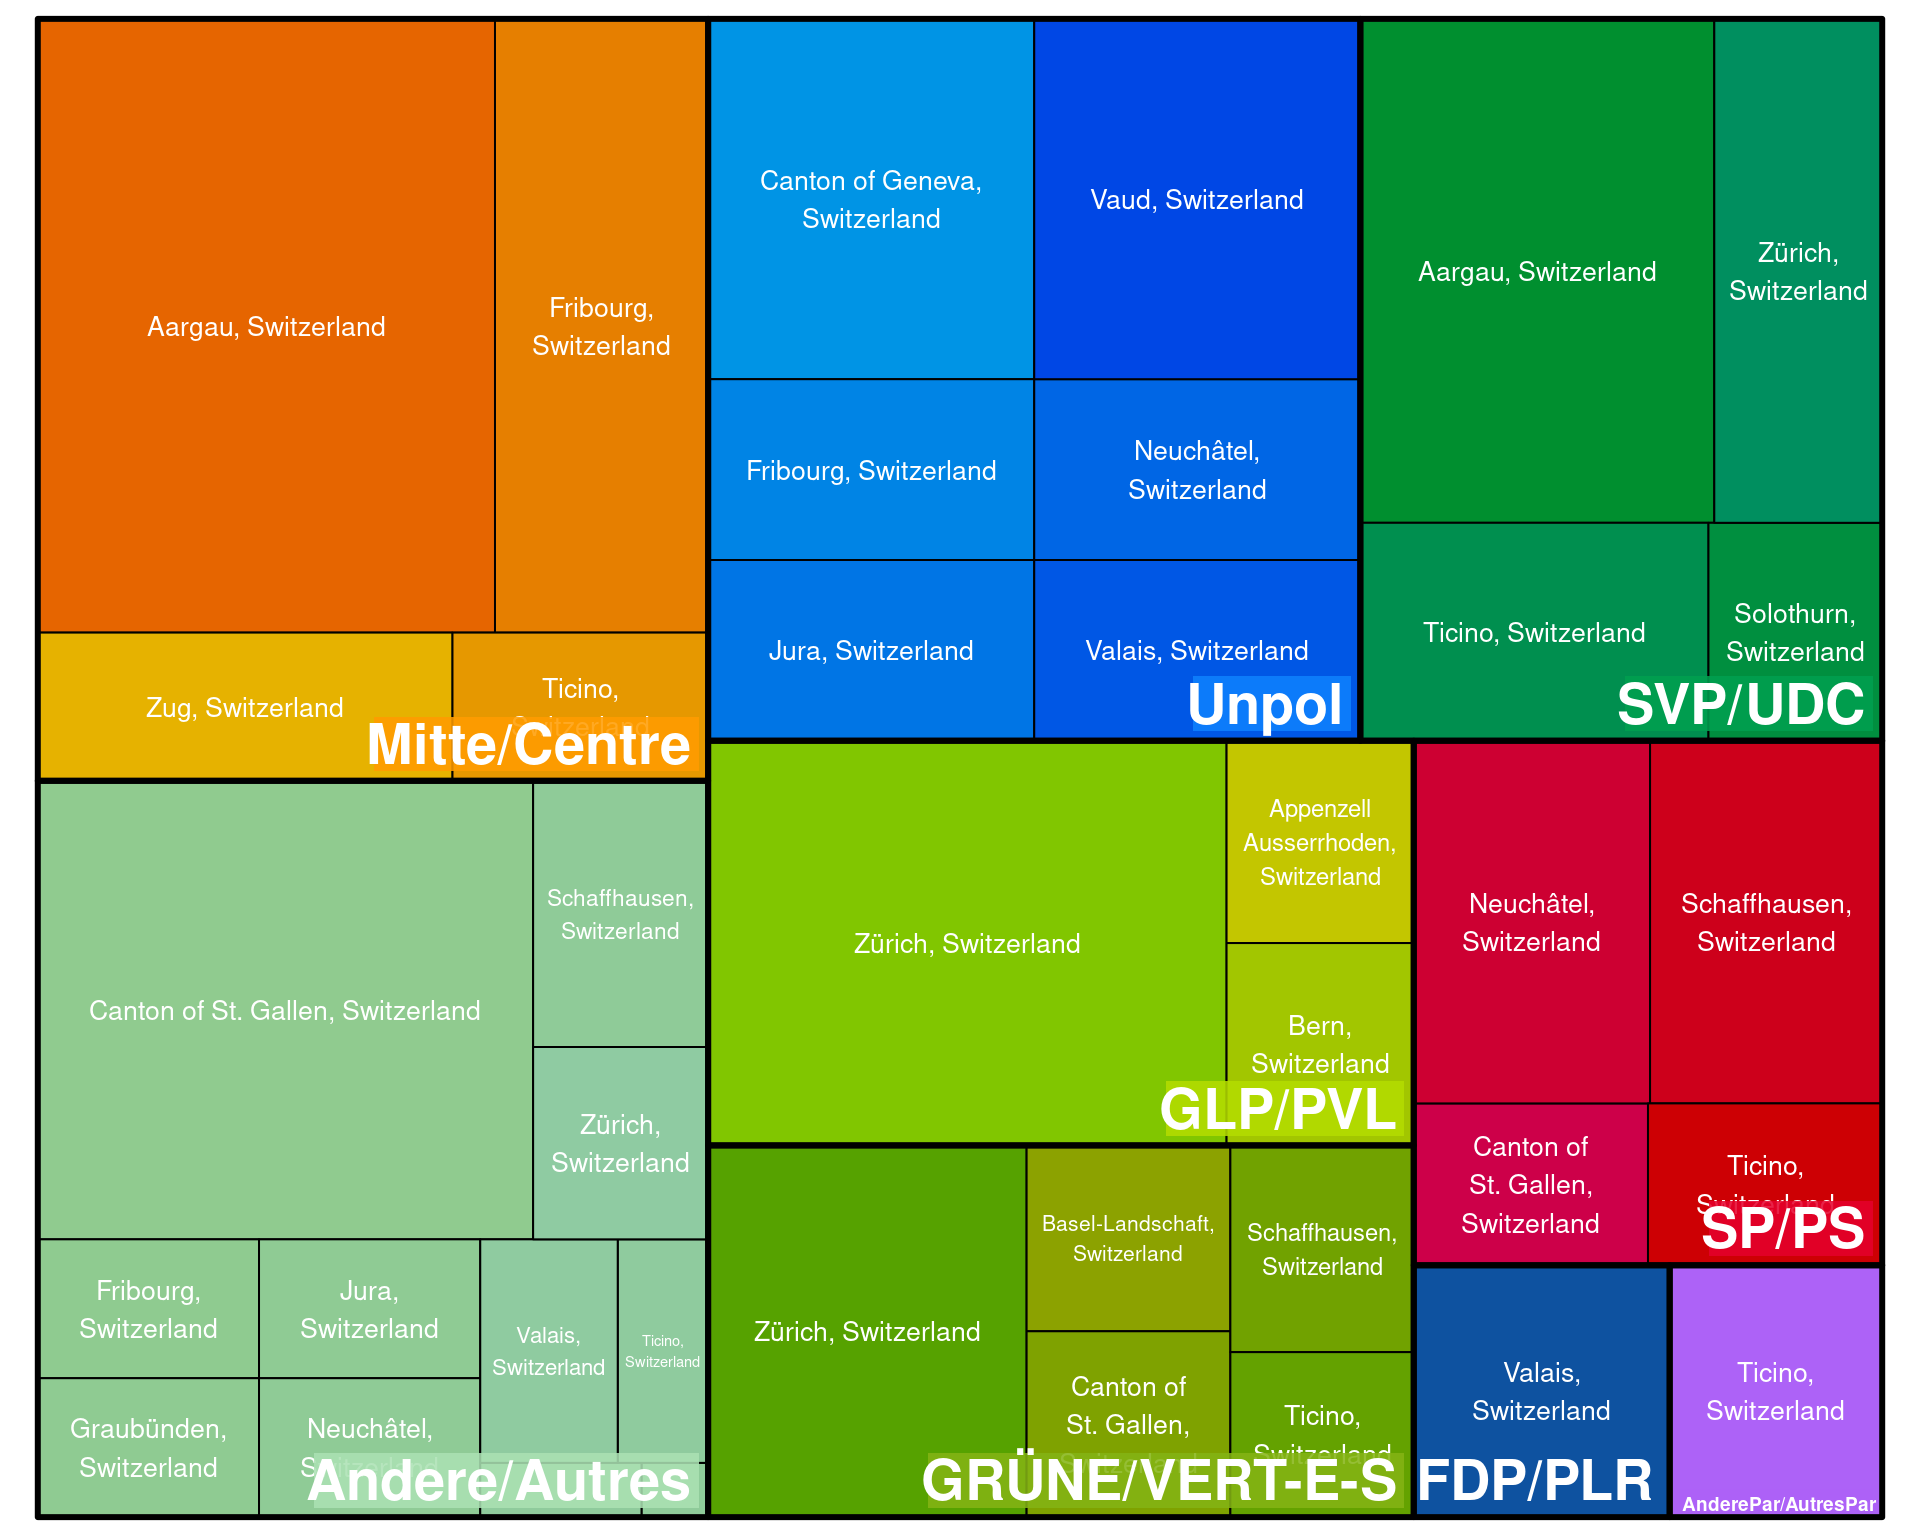 Aargau, Switzerland
Fribourg,
Switzerland
Zug, Switzerland
Ticino,
Switzerland
Mitte/Centre
Canton of Geneva,
Switzerland
Vaud, Switzerland
Fribourg, Switzerland
Neuchâtel,
Switzerland
Jura, Switzerland
Valais, Switzerland
Unpol
Aargau, Switzerland
Zürich,
Switzerland
Ticino, Switzerland
Solothurn,
Switzerland
SVP/UDC
Canton of St. Gallen, Switzerland
Schaffhausen,
Switzerland
Zürich,
Switzerland
Fribourg,
Switzerland
Jura,
Switzerland
Valais,
Switzerland
Ticino,
Switzerland
Graubünden,
Switzerland
Neuchâtel,
Switzerland
Andere/Autres
Zürich, Switzerland
Appenzell
Ausserrhoden,
Switzerland
Bern,
Switzerland
GLP/PVL
Zürich, Switzerland
Basel-Landschaft,
Switzerland
Schaffhausen,
Switzerland
Canton of
St. Gallen,
Switzerland
Ticino,
Switzerland
GRÜNE/VERT-E-S
Neuchâtel,
Switzerland
Schaffhausen,
Switzerland
Canton of
St. Gallen,
Switzerland
Ticino,
Switzerland
SP/PS
Valais,
Switzerland
FDP/PLR
Ticino,
Switzerland
AnderePar/AutresPar